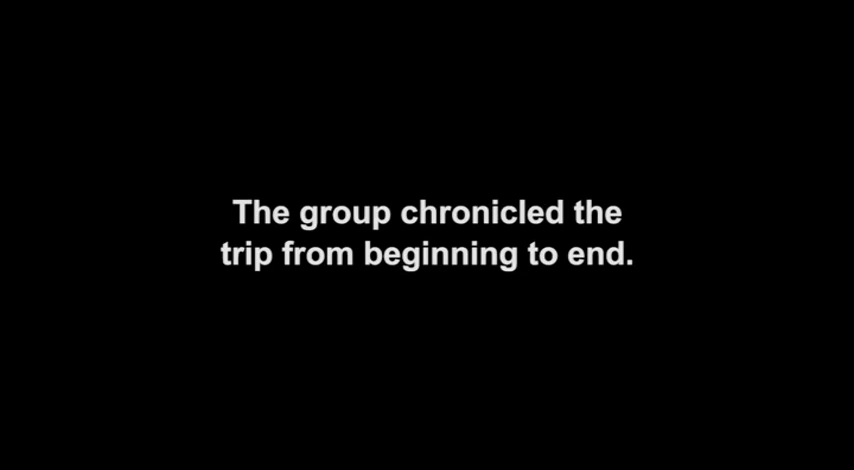 The group chronicled the
trip from beginning to end.